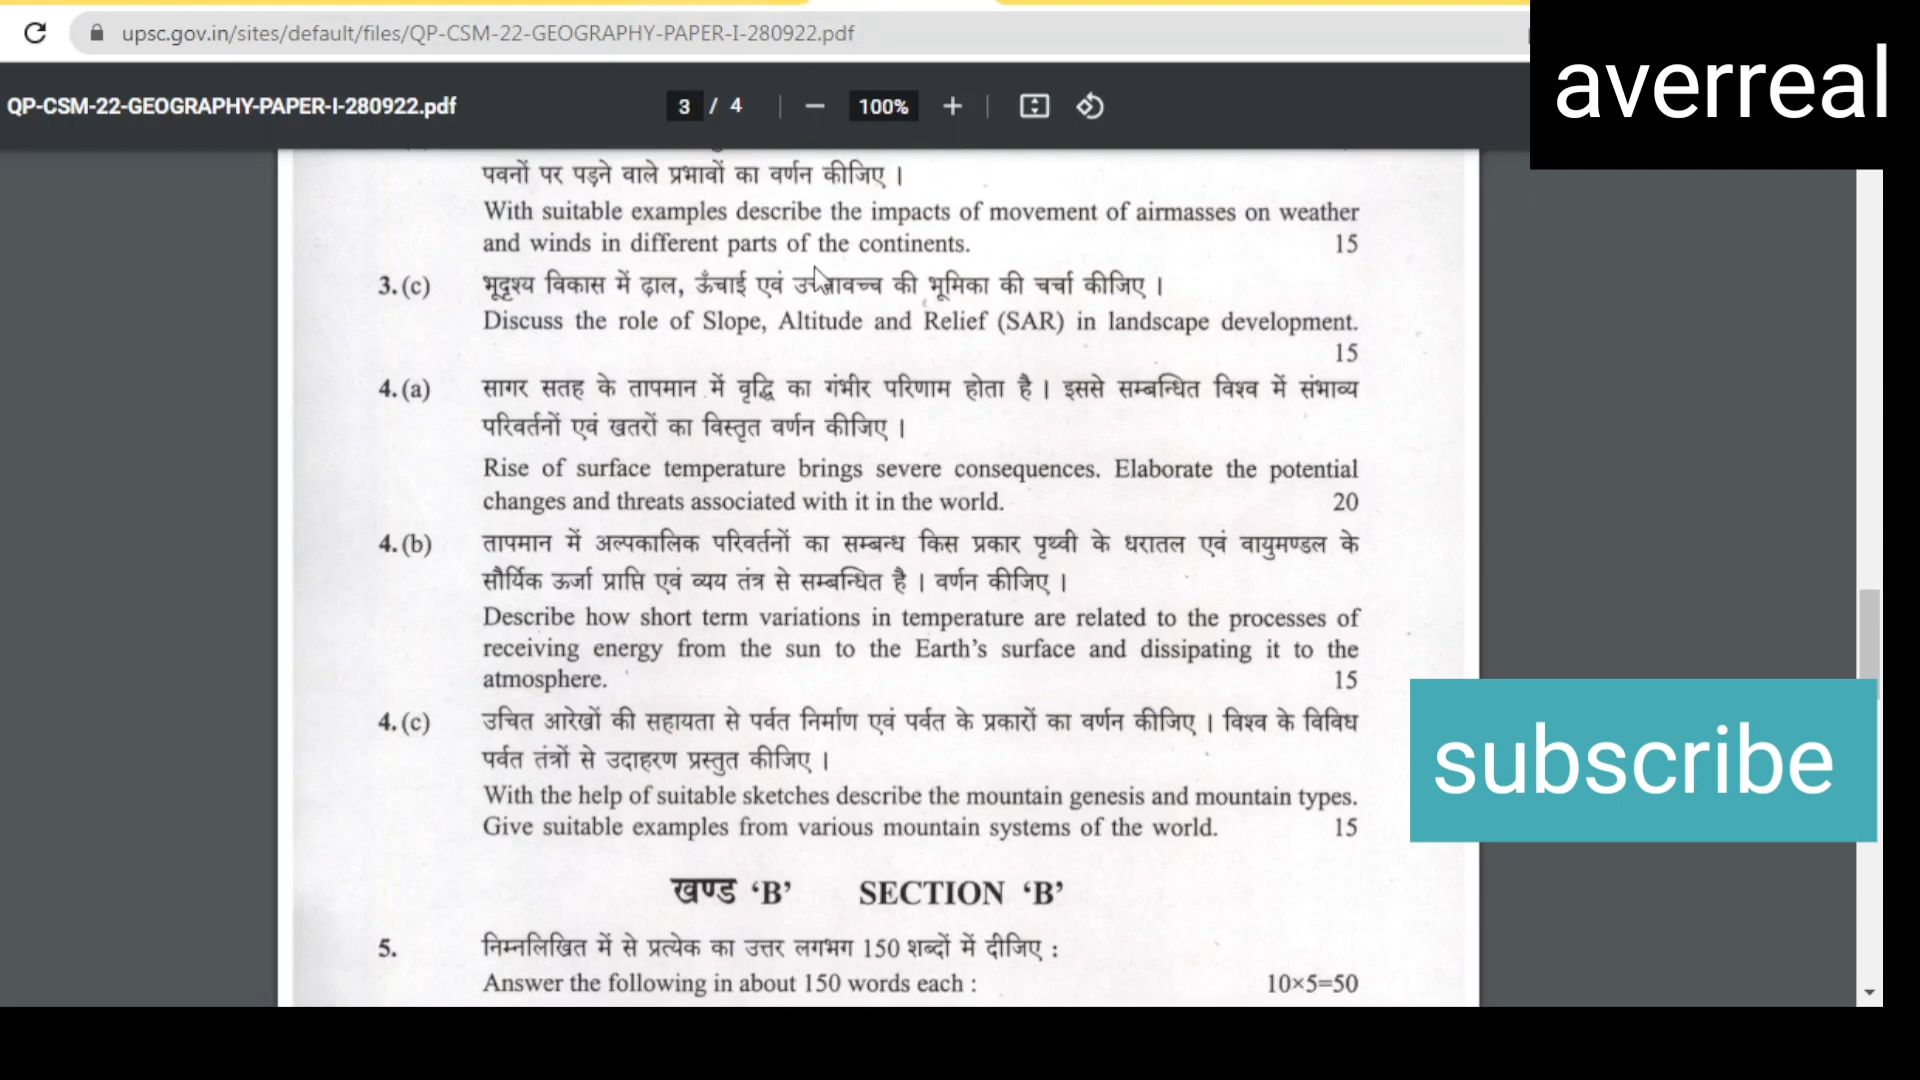 upsc.gov.in/sites/default/files/QP-CSM-22-GEOGRAPHY-PAPER-I-280922.pdf
averreal
QP-CSM-22-GEOGRAPHY-PAPER-I-280922.pdf 3 / 4 100%
पवनों पर पड़ने वाले प्रभावों का वर्णन कीजिए ।
With suitable examples describe the impacts of movement of airmasses on weather
and winds in different parts of the continents. 15
3. (c) भूदृश्य विकास में ढ़ाल, ऊँचाई एवं उच्चावच्च की भूमिका की चर्चा कीजिए ।
Discuss the role of Slope, Altitude and Relief (SAR) in landscape development.
15
4. (a) सागर सतह के तापमान में वृद्धि का गंभीर परिणाम होता है । इससे सम्बन्धित विश्व में संभाव्य
परिवर्तनों एवं खतरों का विस्तृत वर्णन कीजिए ।
Rise of surface temperature brings severe consequences. Elaborate the potential
changes and threats associated with it in the world. 20
4. (b) तापमान में अल्पकालिक परिवर्तनों का सम्बन्ध किस प्रकार पृथ्वी के धरातल एवं वायुमण्डल के
सौर्यिक ऊर्जा प्राप्ति एवं व्यय तंत्र से सम्बन्धित है । वर्णन कीजिए ।
Describe how short term variations in temperature are related to the processes of
receiving energy from the sun to the Earth's surface and dissipating it to the
atmosphere. 15
4. (c) उचित आरेखों की सहायता से पर्वत निर्माण एवं पर्वत के प्रकारों का वर्णन कीजिए । विश्व के विविध
पर्वत तंत्रों से उदाहरण प्रस्तुत कीजिए ।
With the help of suitable sketches describe the mountain genesis and mountain types.
Give suitable examples from various mountain systems of the world. 15
subscribe
खण्ड 'B' SECTION 'B'
5. निम्नलिखित में से प्रत्येक का उत्तर लगभग 150 शब्दों में दीजिए :
Answer the following in about 150 words each : 10×5=50